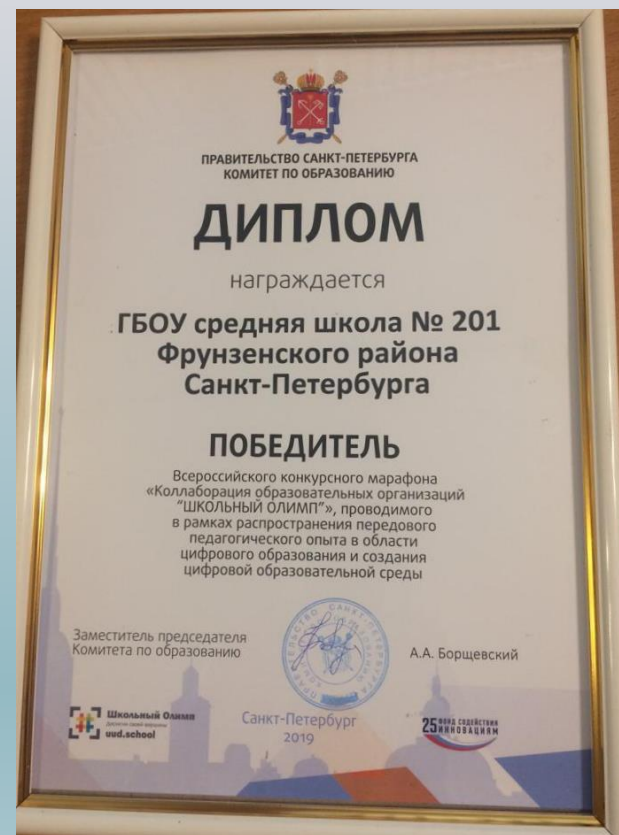 ПРАВИТЕЛЬСТВО САНКТ-ПЕТЕРБУРГА
КОМИТЕТ ПО ОБРАЗОВАНИЮ
ДИПЛОМ
награждается
ГБОУ средняя школа № 201
Фрунзенского района
Санкт-Петербурга
ПОБЕДИТЕЛЬ
Всероссийского конкурсного марафона
«Коллаборация образовательных организаций
"ШКОЛЬНЫЙ ОЛИМП"», проводимого
в рамках распространения передового
педагогического опыта в области
цифрового образования и создания
цифровой образовательной среды
Заместитель председателя
Комитета по образованию
А.А. Борщевский
Школьный Олимп
uud.school
Санкт-Петербург
2019
25 ФОНД СОДЕЙСТВИЯ
ИННОВАЦИЯМ